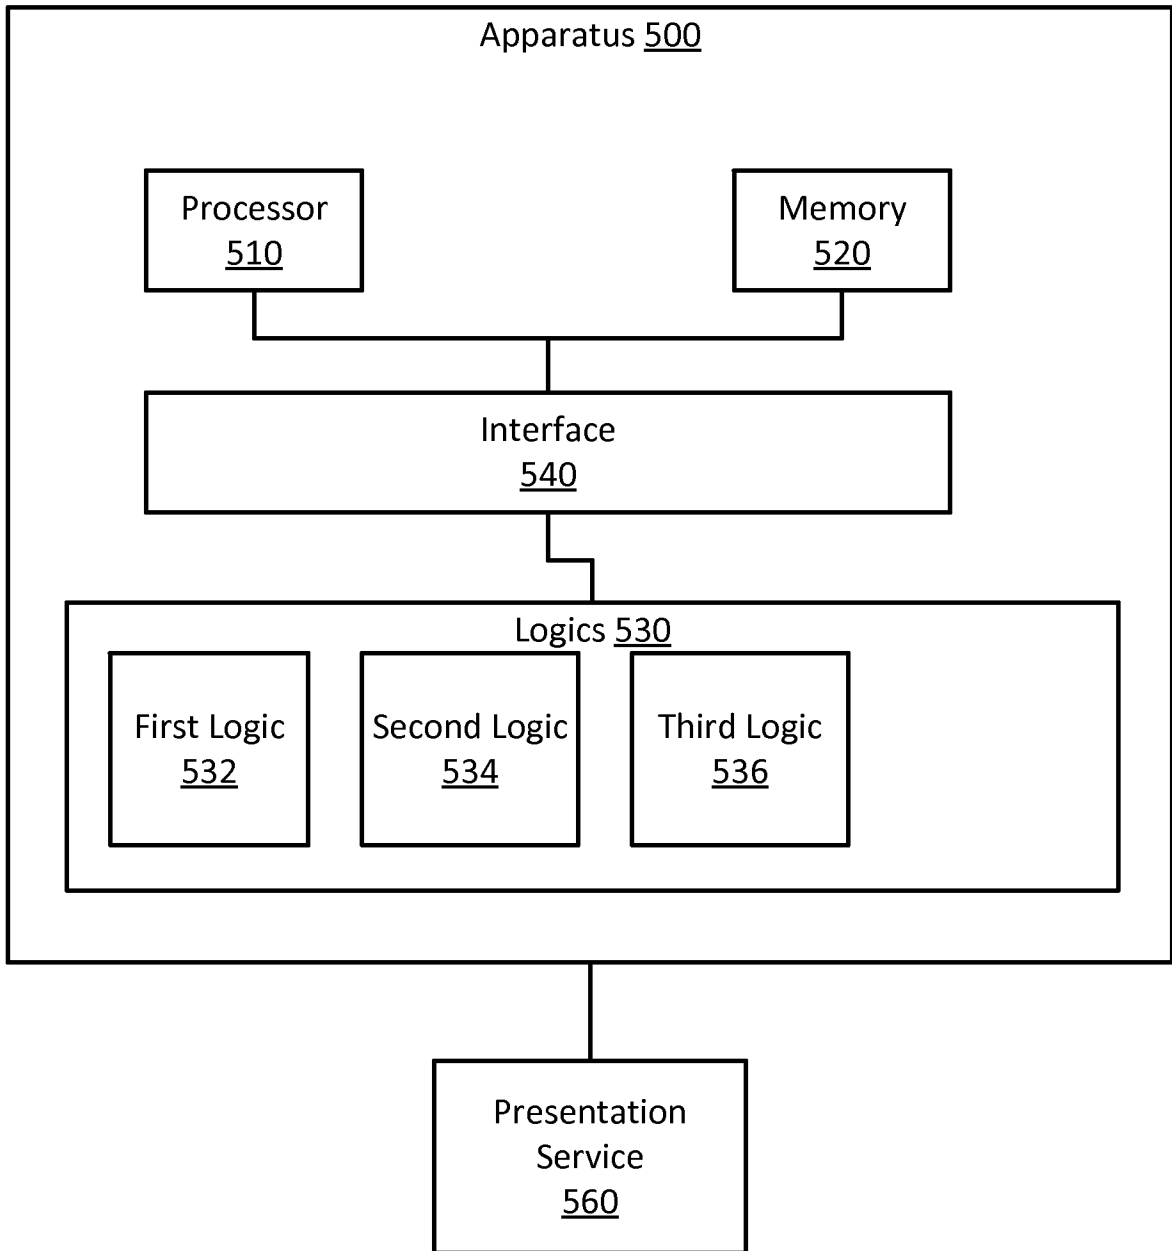 Apparatus 500
Processor
510
Memory
520
Interface
540
Logics 530
First Logic
532
Second Logic
534
Third Logic
536
Presentation
Service
560